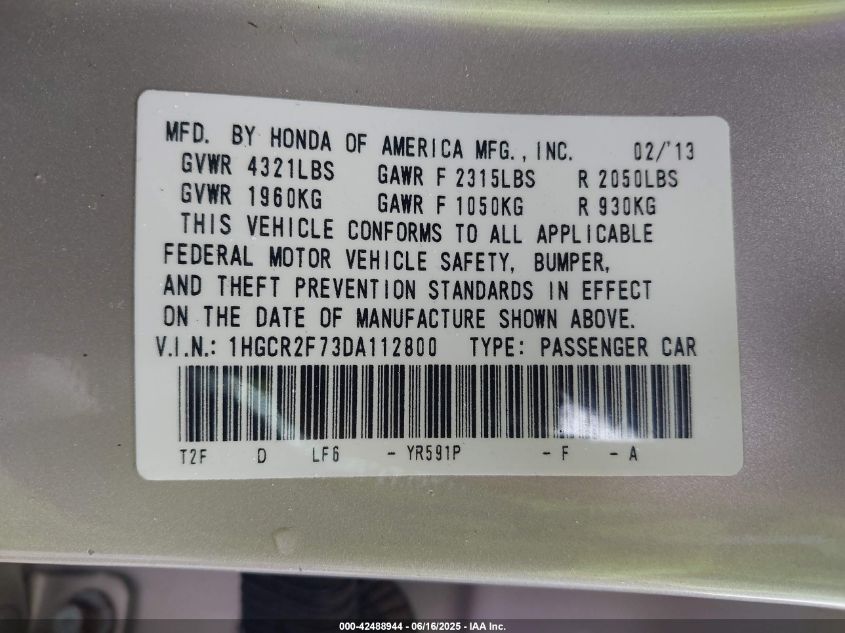 MFD. BY HONDA OF AMERICA MFG., INC. 02/'13
GVWR 4321LBS GAWR F 2315LBS R 2050LBS
GVWR 1960KG GAWR F 1050KG R 930KG
THIS VEHICLE CONFORMS TO ALL APPLICABLE
FEDERAL MOTOR VEHICLE SAFETY, BUMPER,
AND THEFT PREVENTION STANDARDS IN EFFECT
ON THE DATE OF MANUFACTURE SHOWN ABOVE.
V.I.N.: 1HGCR2F73DA112800 TYPE: PASSENGER CAR
T2F D LF6 - YR591P - F - A
000-42488944 - 06/16/2025 - IAA Inc.